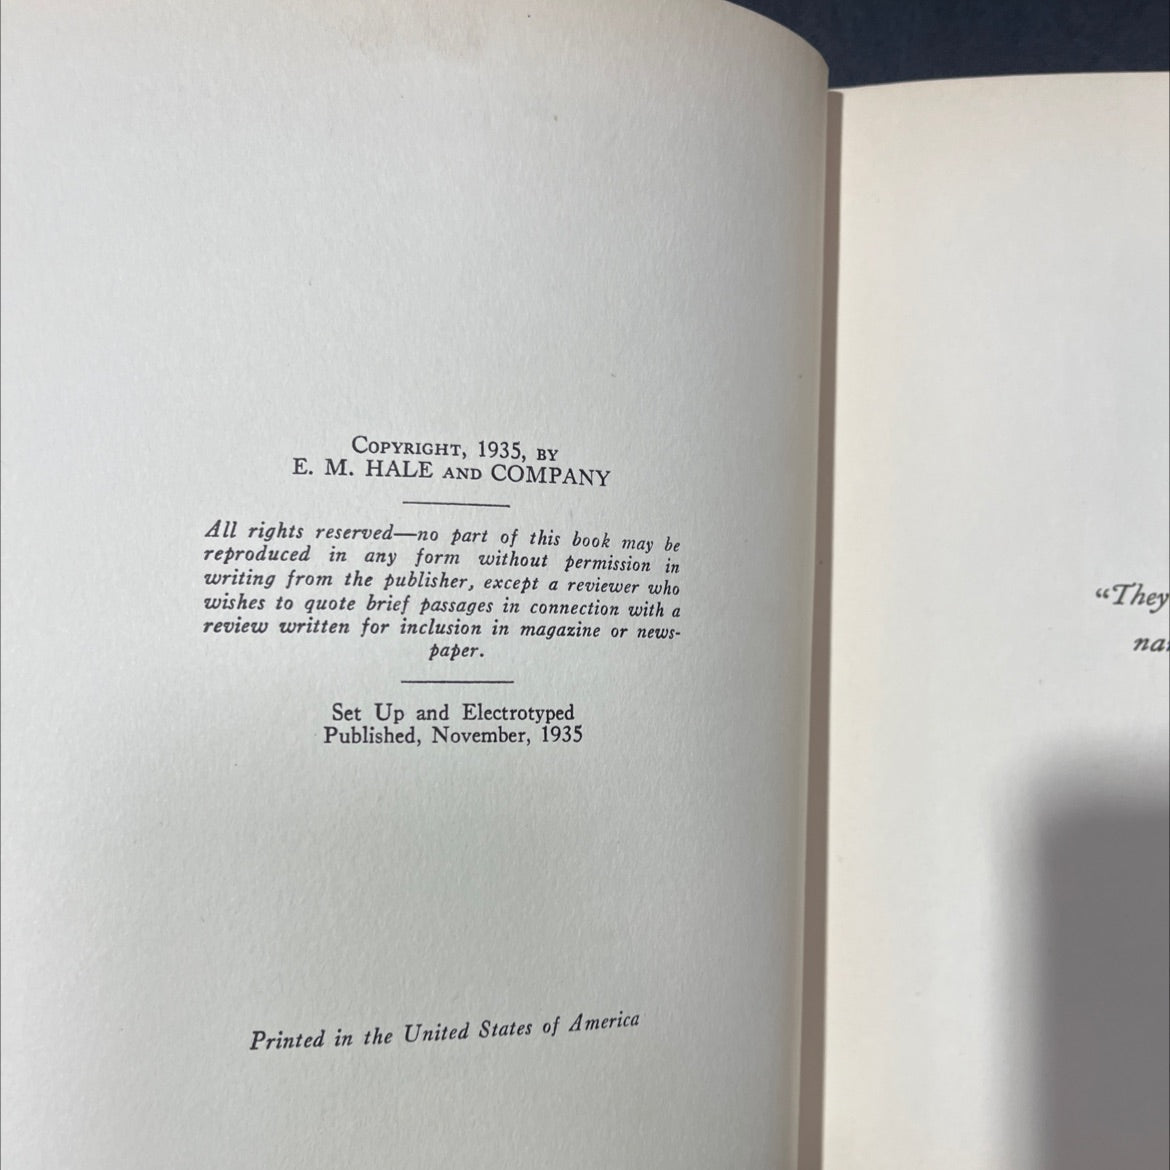 Copyright, 1935, by
E. M. HALE and COMPANY
All rights reserved—no part of this book may be
reproduced in any form without permission in
writing from the publisher, except a reviewer who
wishes to quote brief passages in connection with a
review written for inclusion in magazine or news-
paper.
Set Up and Electrotyped
Published, November, 1935
Printed in the United States of America
“They